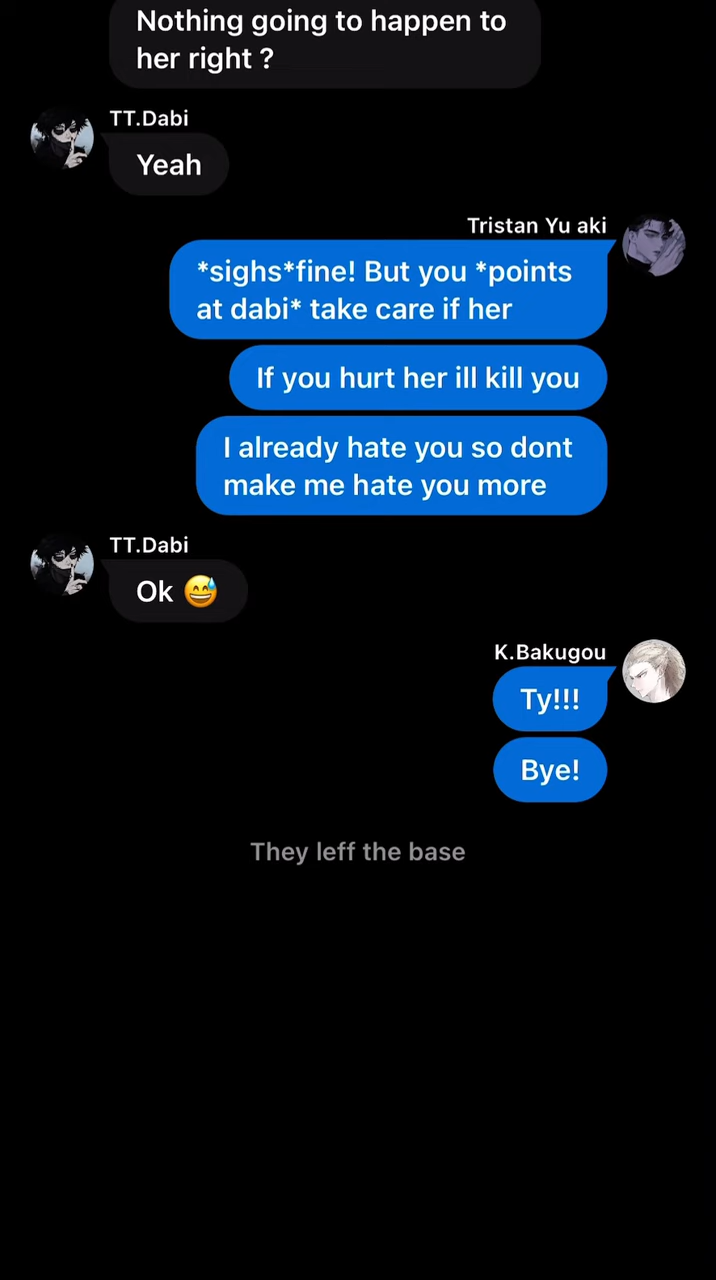 Nothing going to happen to
her right ?
TT.Dabi
Yeah
Tristan Yu aki
*sighs*fine! But you *points
at dabi* take care if her
If you hurt her ill kill you
I already hate you so dont
make me hate you more
TT.Dabi
Ok 😅
K.Bakugou
Ty!!!
Bye!
They leff the base